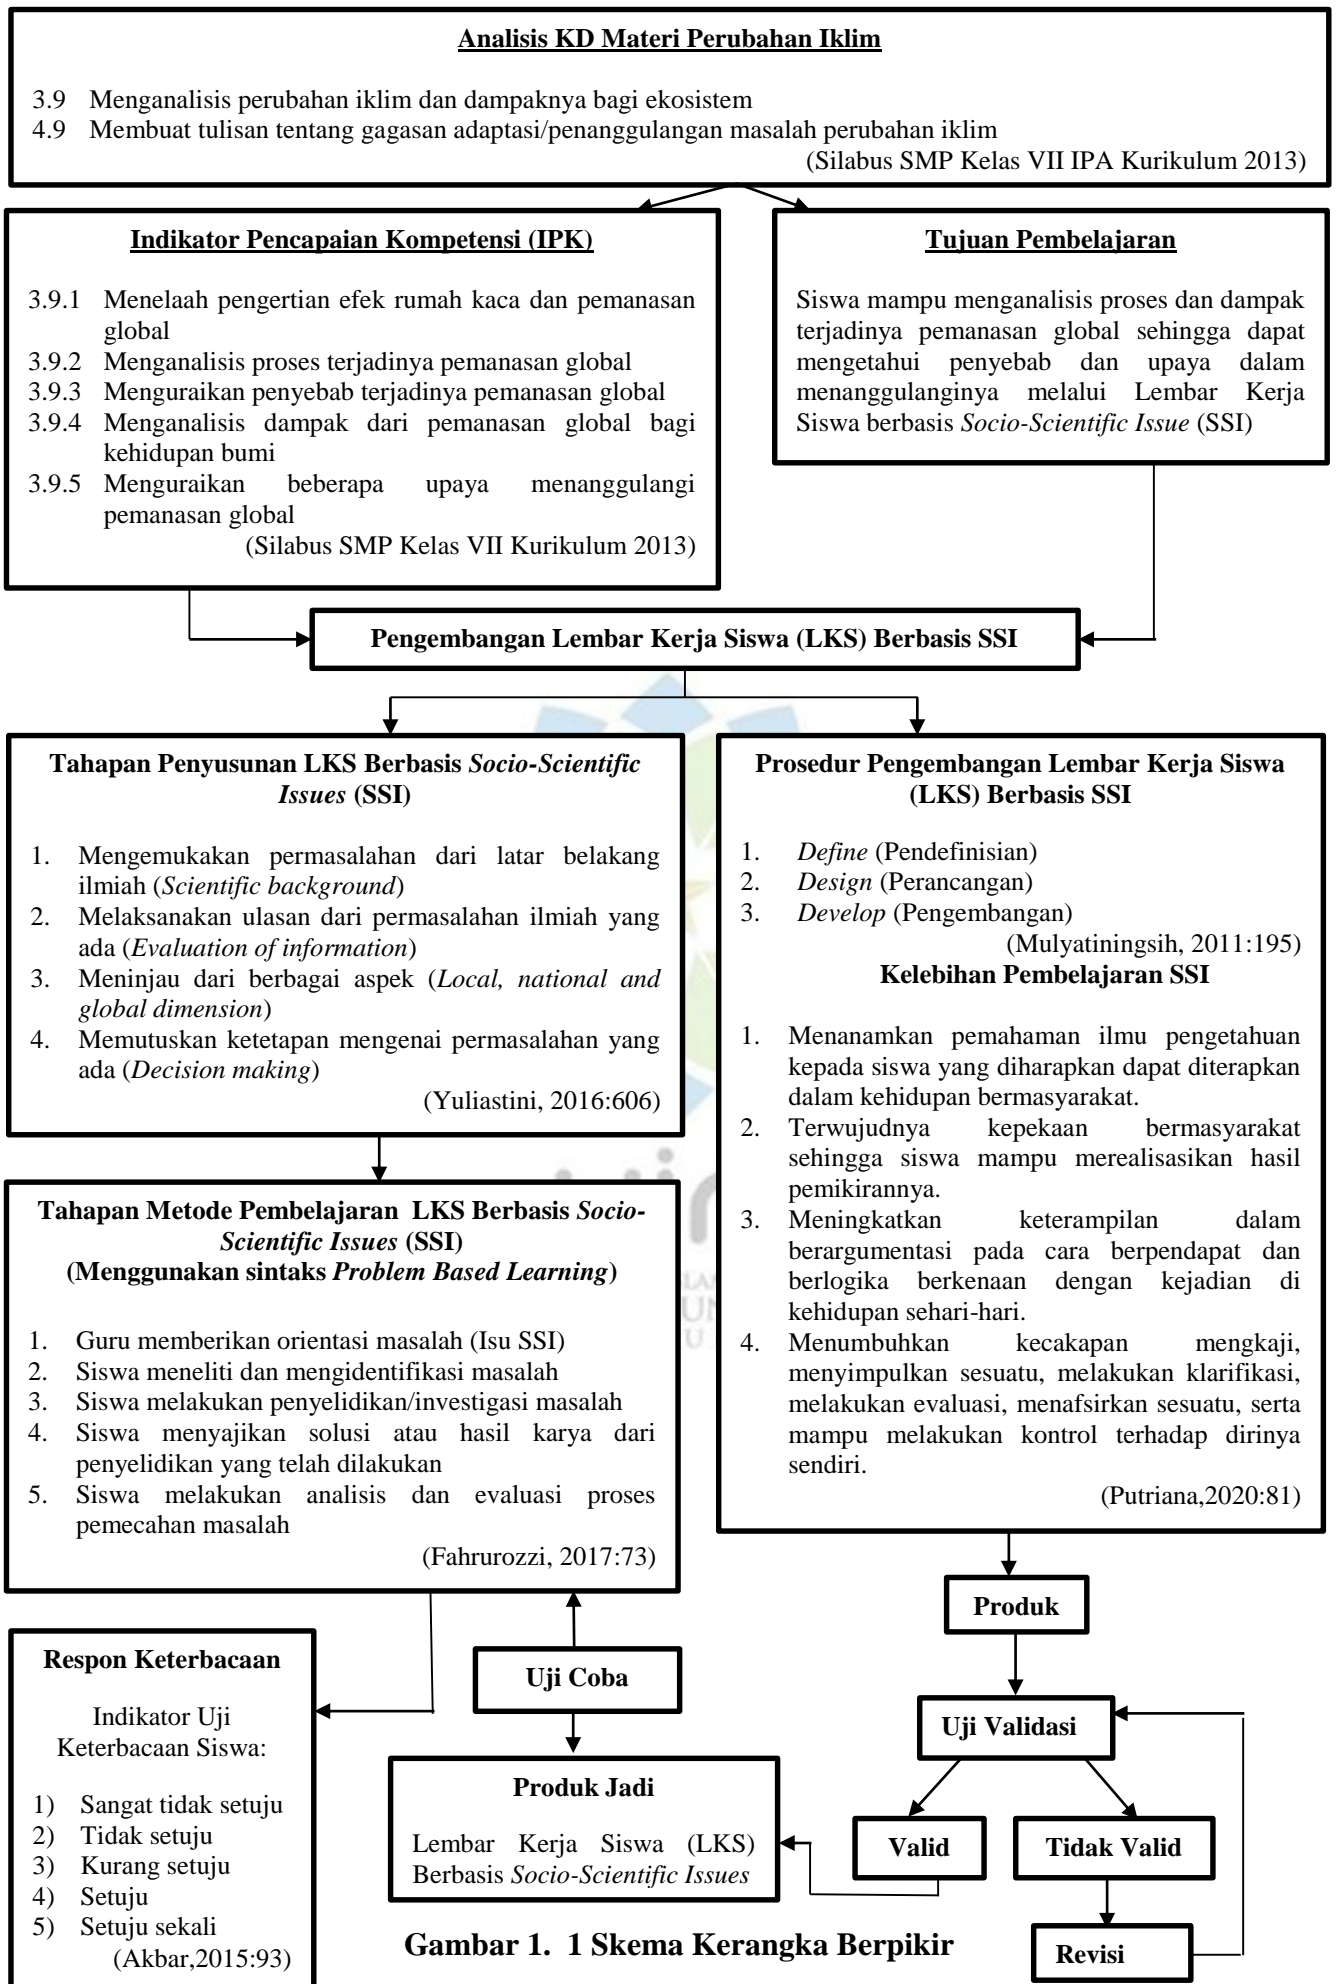 Analisis KD Materi Perubahan Iklim
3.9 Menganalisis perubahan iklim dan dampaknya bagi ekosistem
4.9 Membuat tulisan tentang gagasan adaptasi/penanggulangan masalah perubahan iklim
(Silabus SMP Kelas VII IPA Kurikulum 2013)
Indikator Pencapaian Kompetensi (IPK)
3.9.1 Menelaah pengertian efek rumah kaca dan pemanasan
global
3.9.2 Menganalisis proses terjadinya pemanasan global
3.9.3 Menguraikan penyebab terjadinya pemanasan global
3.9.4 Menganalisis dampak dari pemanasan global bagi
kehidupan bumi
3.9.5 Menguraikan beberapa upaya menanggulangi
pemanasan global
(Silabus SMP Kelas VII Kurikulum 2013)
Tujuan Pembelajaran
Siswa mampu menganalisis proses dan dampak
terjadinya pemanasan global sehingga dapat
mengetahui penyebab dan upaya dalam
menanggulanginya melalui Lembar Kerja
Siswa berbasis Socio-Scientific Issue (SSI)
Pengembangan Lembar Kerja Siswa (LKS) Berbasis SSI
Tahapan Penyusunan LKS Berbasis Socio-Scientific
Issues (SSI)
1. Mengemukakan permasalahan dari latar belakang
ilmiah (Scientific background)
2. Melaksanakan ulasan dari permasalahan ilmiah yang
ada (Evaluation of information)
3. Meninjau dari berbagai aspek (Local, national and
global dimension)
4. Memutuskan ketetapan mengenai permasalahan yang
ada (Decision making)
(Yuliastini, 2016:606)
Prosedur Pengembangan Lembar Kerja Siswa
(LKS) Berbasis SSI
1. Define (Pendefinisian)
2. Design (Perancangan)
3. Develop (Pengembangan)
(Mulyatiningsih, 2011:195)
Kelebihan Pembelajaran SSI
1. Menanamkan pemahaman ilmu pengetahuan
kepada siswa yang diharapkan dapat diterapkan
dalam kehidupan bermasyarakat.
2. Terwujudnya kepekaan bermasyarakat
sehingga siswa mampu merealisasikan hasil
pemikirannya.
3. Meningkatkan keterampilan dalam
berargumentasi pada cara berpendapat dan
berlogika berkenaan dengan kejadian di
kehidupan sehari-hari.
4. Menumbuhkan kecakapan mengkaji,
menyimpulkan sesuatu, melakukan klarifikasi,
melakukan evaluasi, menafsirkan sesuatu, serta
mampu melakukan kontrol terhadap dirinya
sendiri.
(Putriana,2020:81)
Tahapan Metode Pembelajaran LKS Berbasis Socio-
Scientific Issues (SSI)
(Menggunakan sintaks Problem Based Learning)
1. Guru memberikan orientasi masalah (Isu SSI)
2. Siswa meneliti dan mengidentifikasi masalah
3. Siswa melakukan penyelidikan/investigasi masalah
4. Siswa menyajikan solusi atau hasil karya dari
penyelidikan yang telah dilakukan
5. Siswa melakukan analisis dan evaluasi proses
pemecahan masalah
(Fahrurozzi, 2017:73)
Produk
Respon Keterbacaan
Indikator Uji
Keterbacaan Siswa:
1) Sangat tidak setuju
2) Tidak setuju
3) Kurang setuju
4) Setuju
5) Setuju sekali
(Akbar,2015:93)
Uji Coba
Uji Validasi
Produk Jadi
Lembar Kerja Siswa (LKS)
Berbasis Socio-Scientific Issues
Valid
Tidak Valid
Revisi
Gambar 1. 1 Skema Kerangka Berpikir